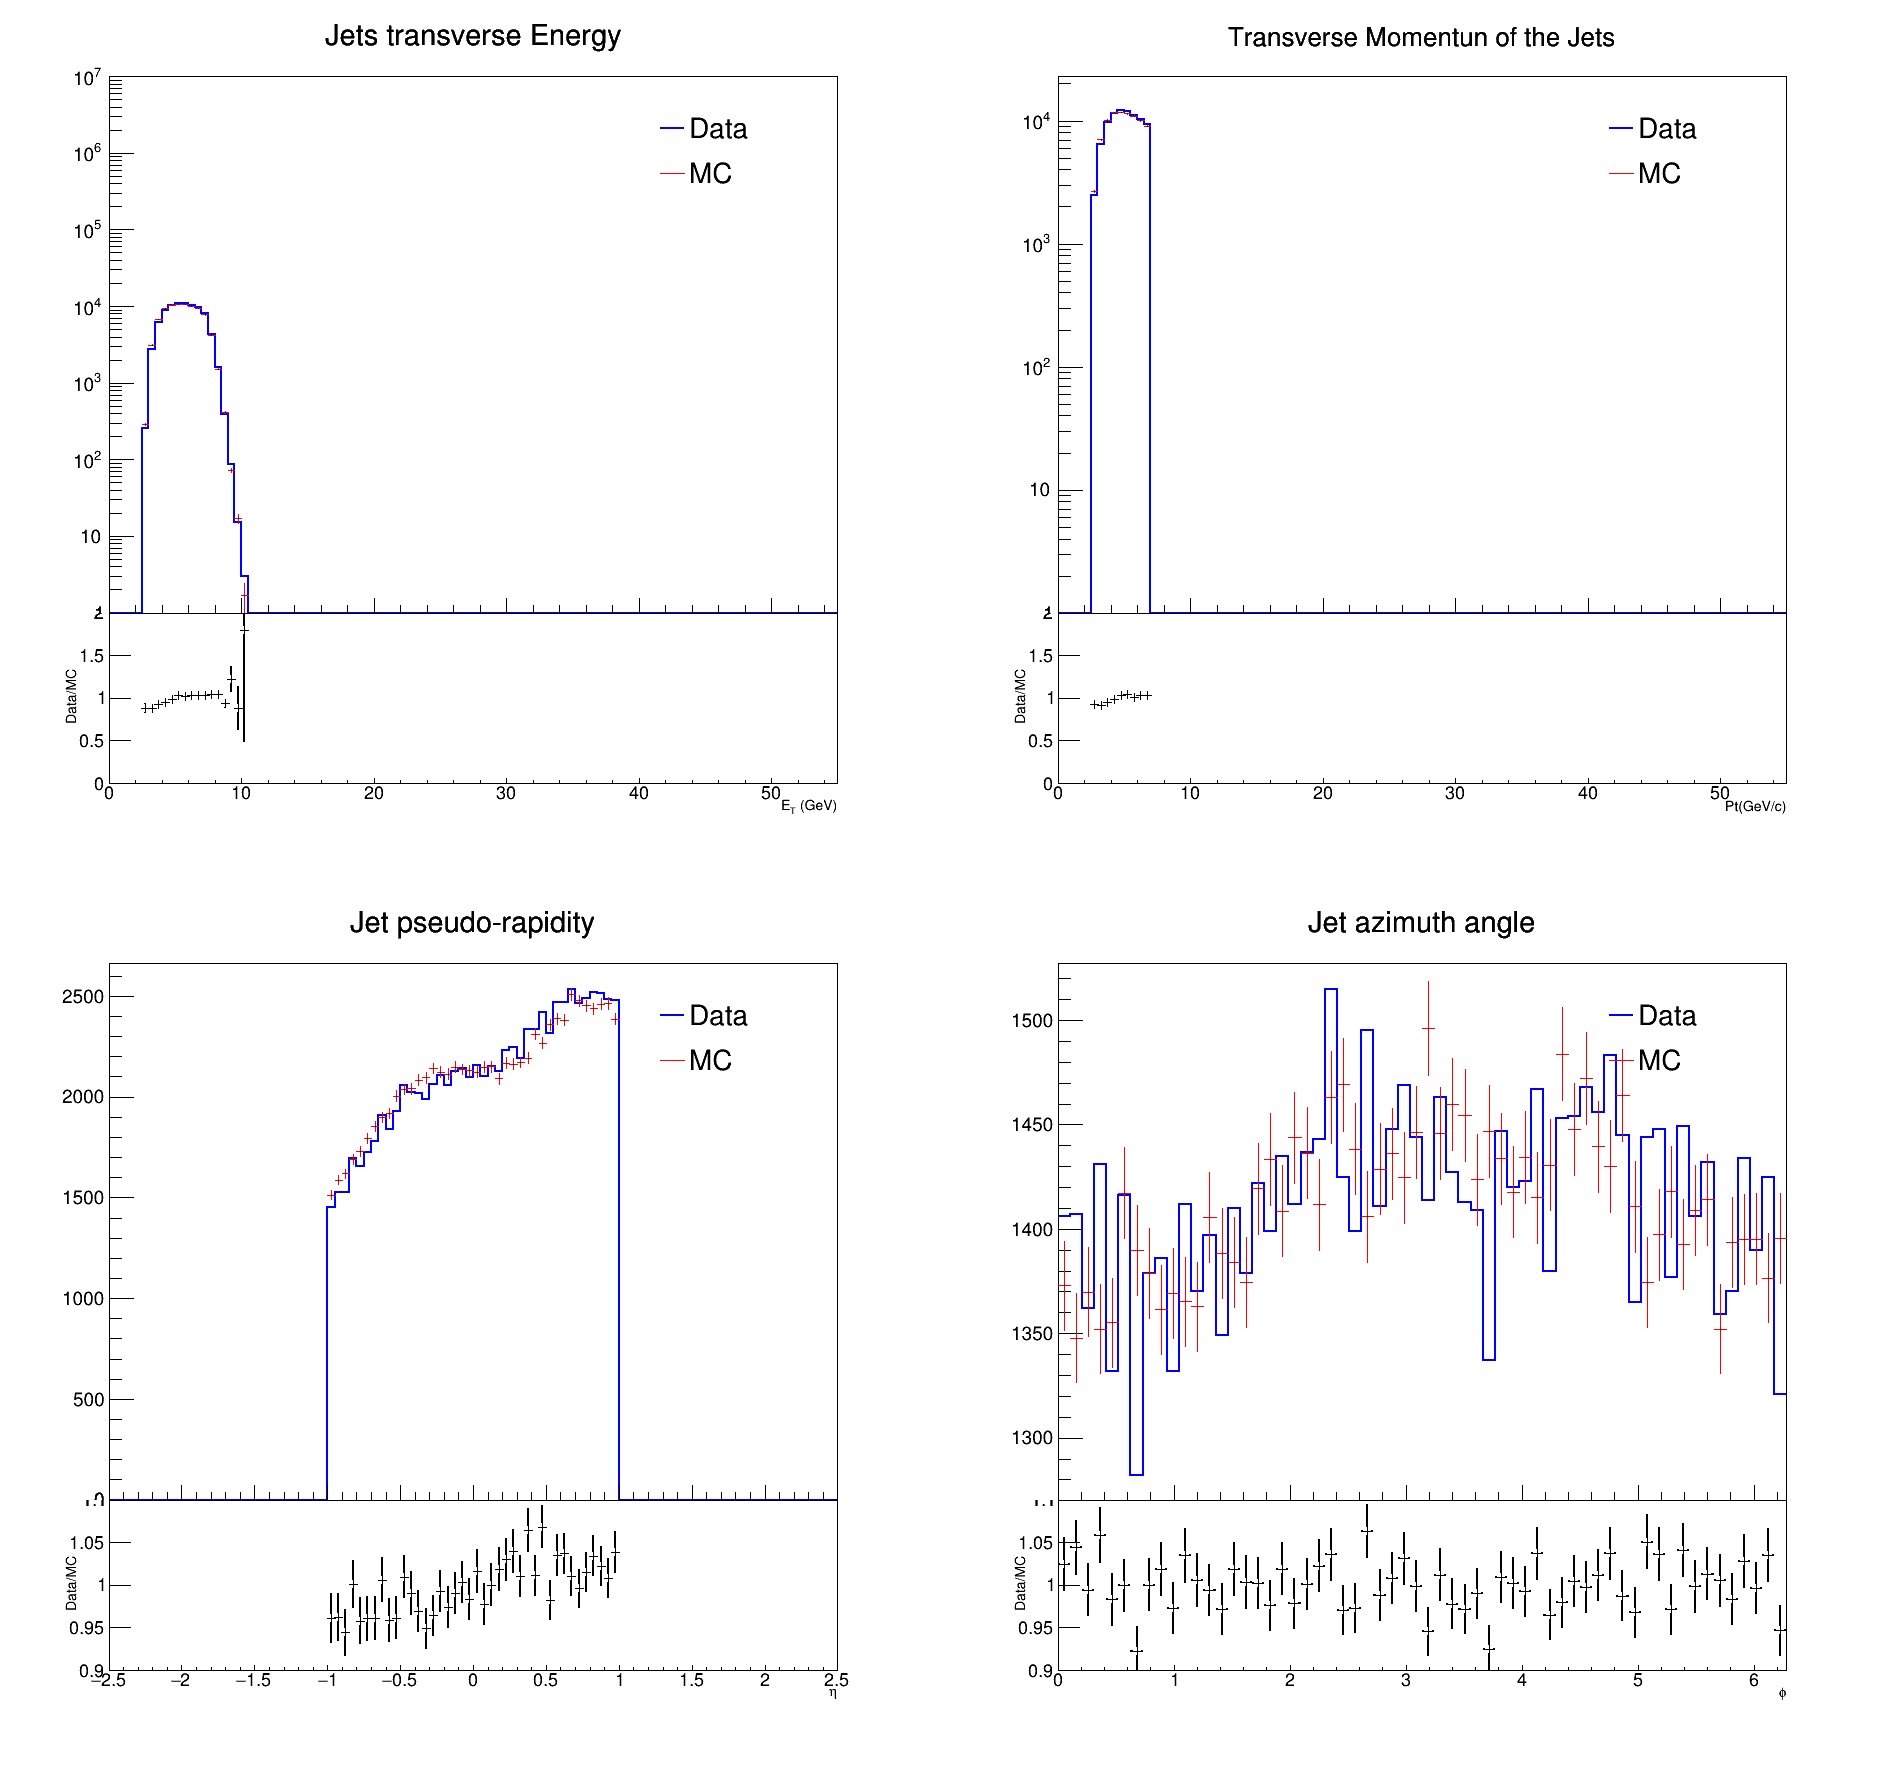 Jets transverse Energy
10^7
10^6
10^5
10^4
10^3
10^2
10
Data
MC
2
1.5
1
0.5
0
Data/MC
0 10 20 30 40 50
E_T (GeV)
Transverse Momentun of the Jets
10^4
10^3
10^2
10
Data
MC
2
1.5
1
0.5
0
Data/MC
0 10 20 30 40 50
Pt(GeV/c)
Jet pseudo-rapidity
2500
2000
1500
1000
500
0
Data
MC
1.05
1
0.95
0.9
Data/MC
−2.5 −2 −1.5 −1 −0.5 0 0.5 1 1.5 2 2.5
η
Jet azimuth angle
1500
1450
1400
1350
1300
Data
MC
1.05
1
0.95
0.9
Data/MC
0 1 2 3 4 5 6
ϕ